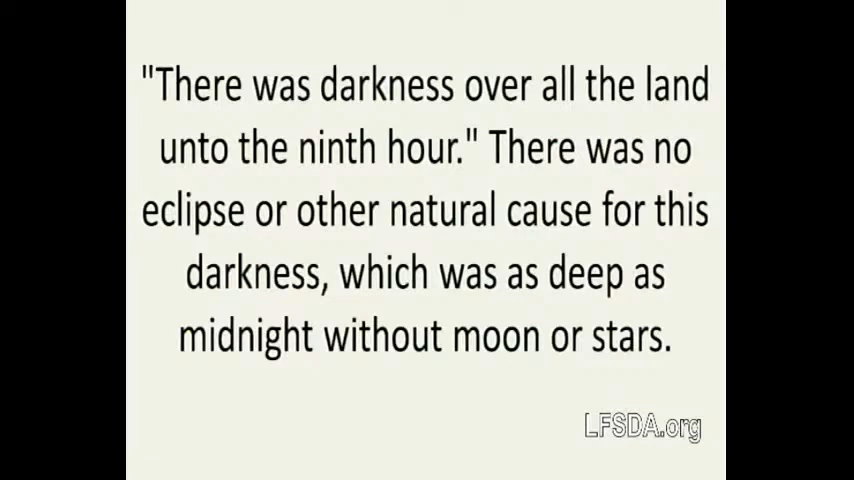 "There was darkness over all the land
unto the ninth hour." There was no
eclipse or other natural cause for this
darkness, which was as deep as
midnight without moon or stars.
LFSDA.org